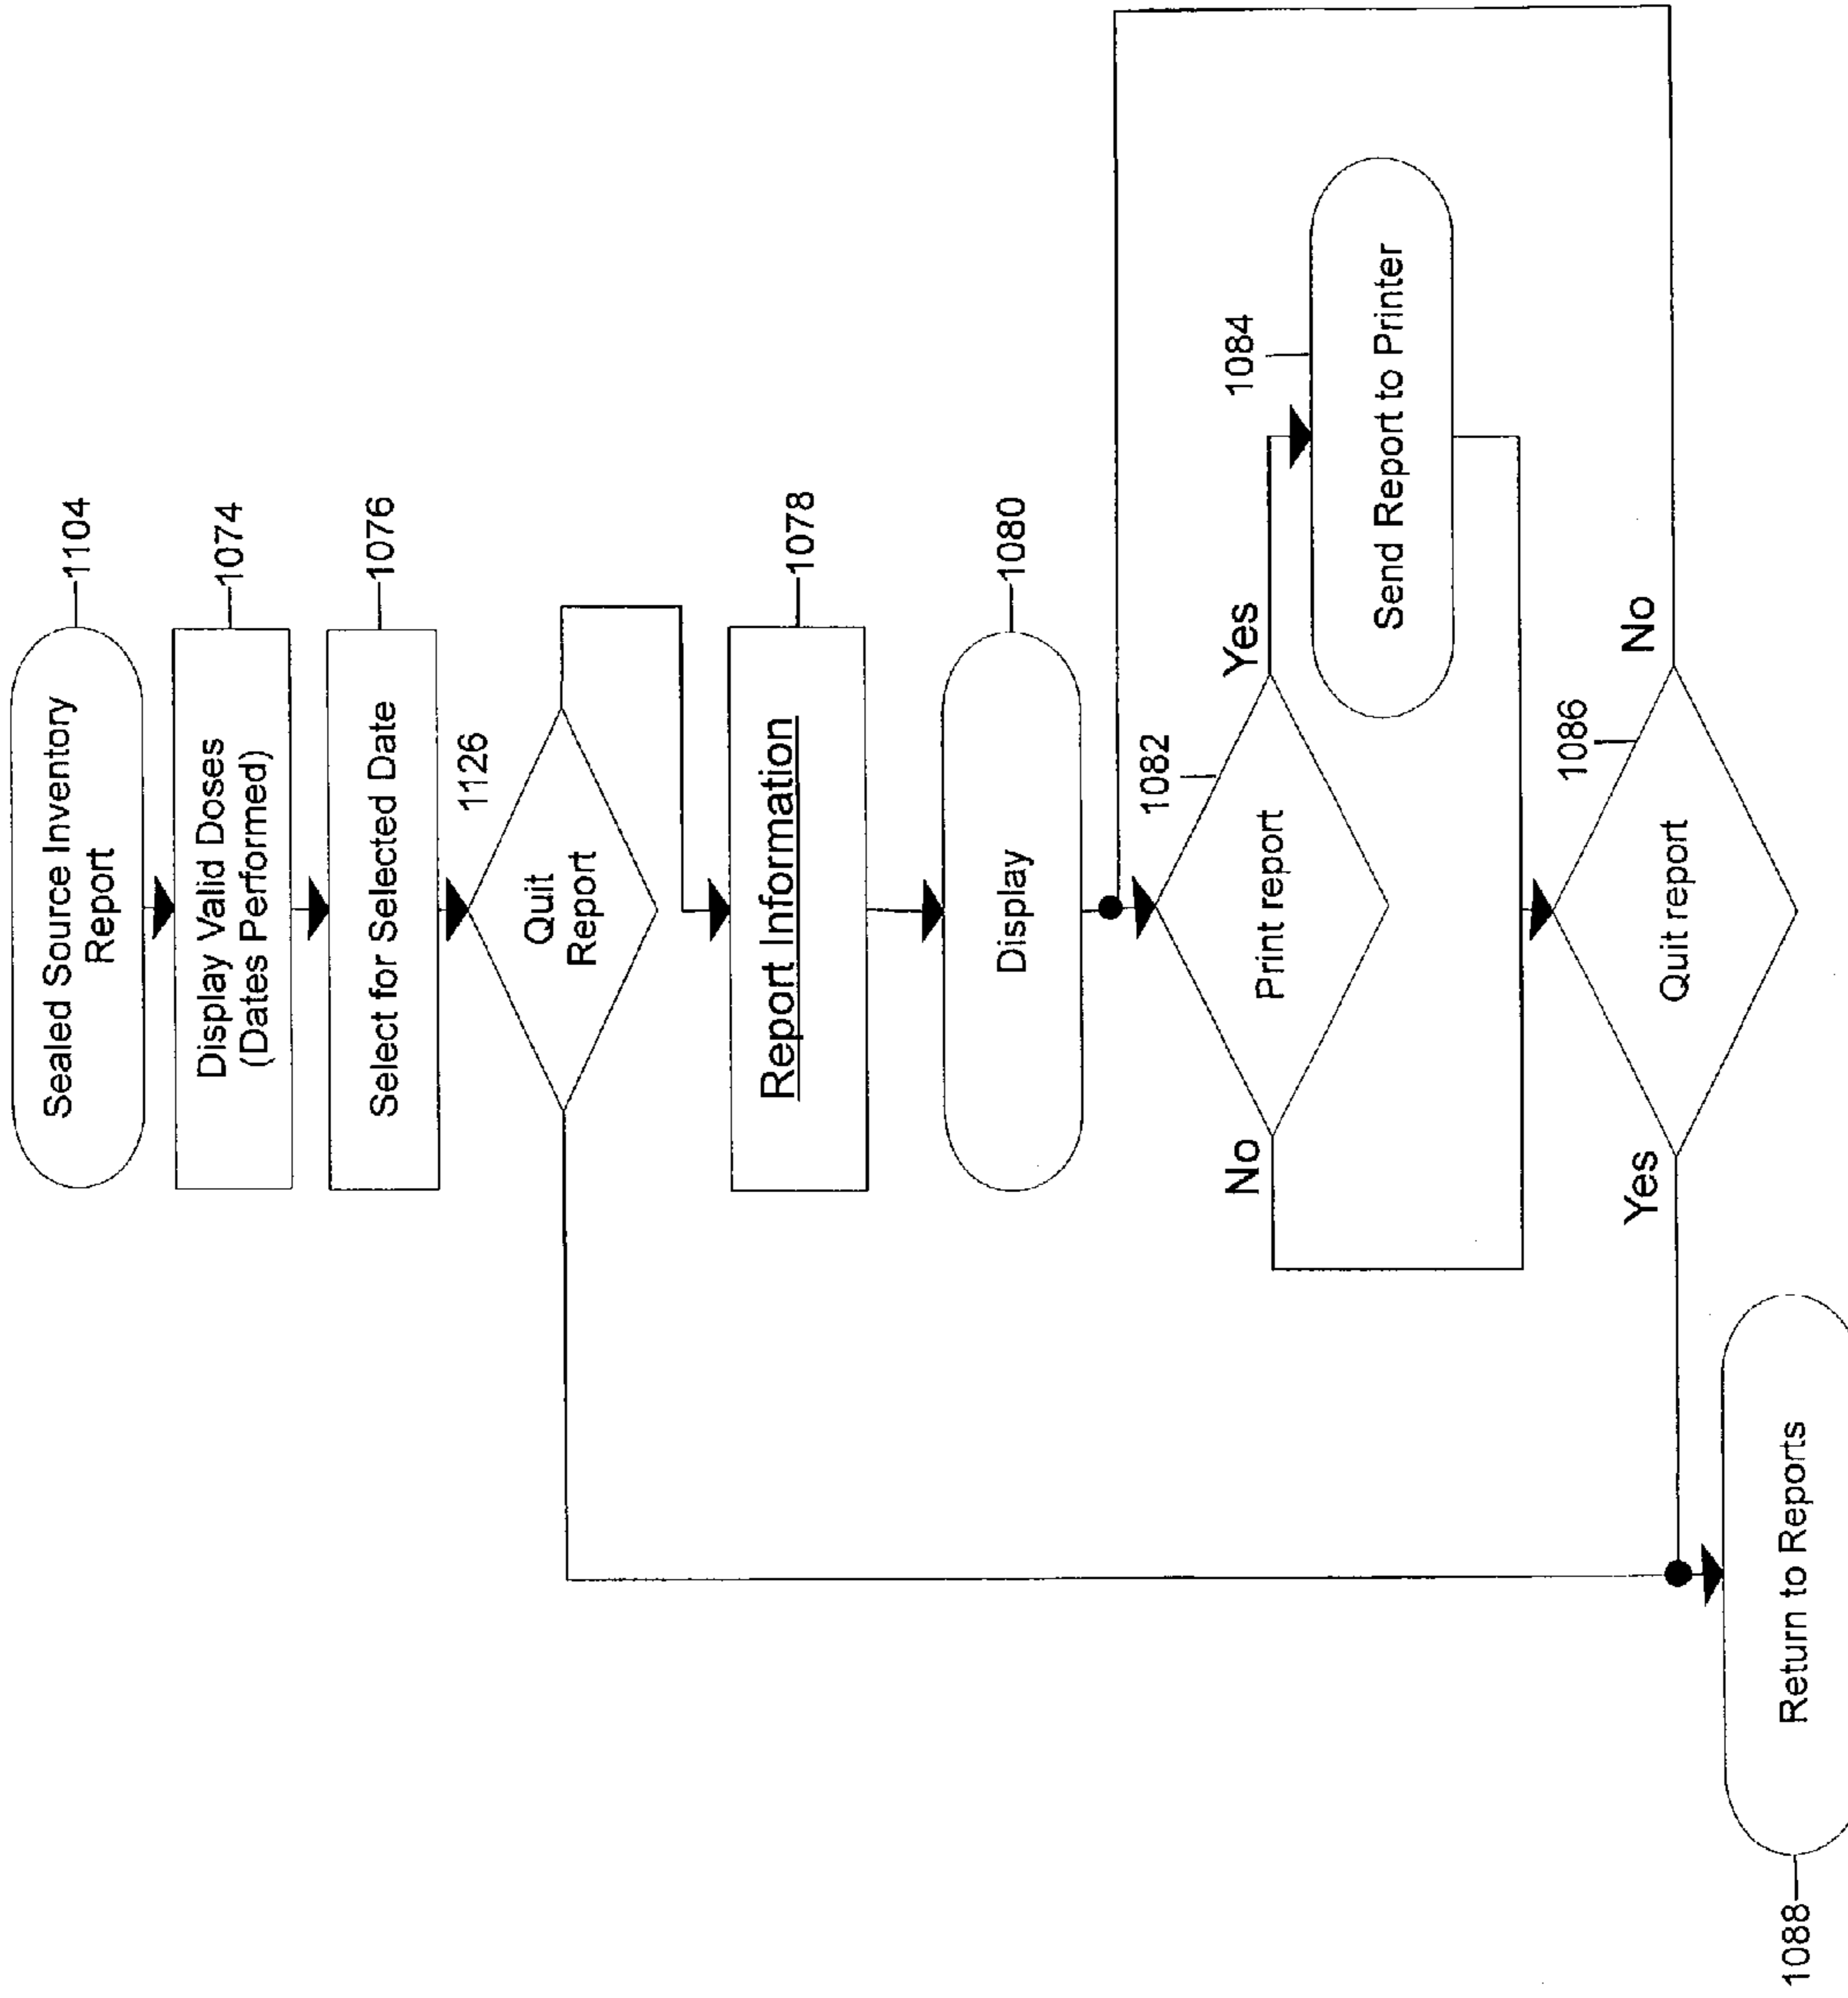 Sealed Source Inventory
Report
1104
Display Valid Doses
(Dates Performed)
1074
Select for Selected Date
1076
1126
Quit
Report
Report Information
1078
Display
1080
1082
Print report
Yes
No
1084
Send Report to Printer
1086
Quit report
No
Yes
Return to Reports
1088